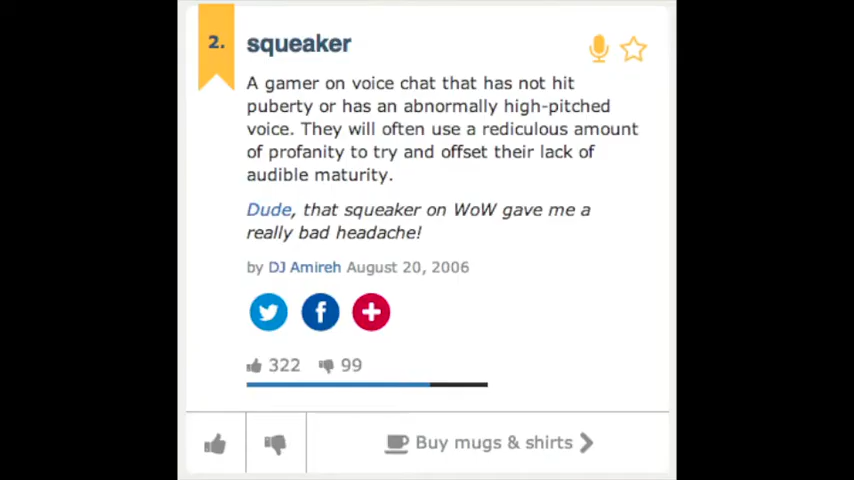 2.
squeaker
A gamer on voice chat that has not hit
puberty or has an abnormally high-pitched
voice. They will often use a rediculous amount
of profanity to try and offset their lack of
audible maturity.
Dude, that squeaker on WoW gave me a
really bad headache!
by DJ Amireh August 20, 2006
322 99
Buy mugs & shirts